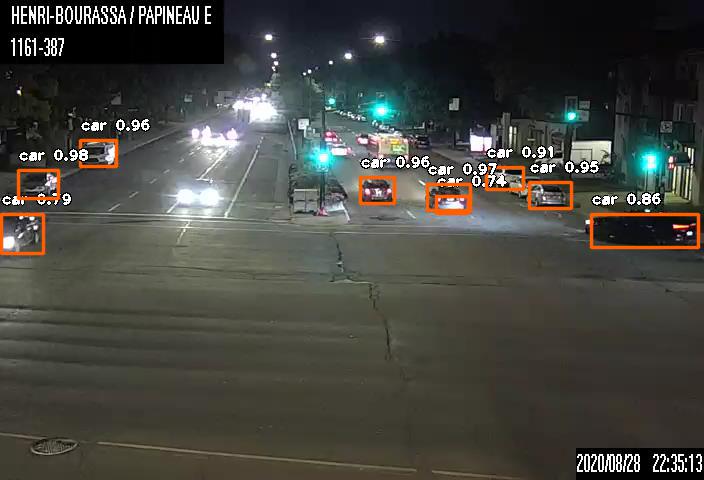 HENRI-BOURASSA / PAPINEAU E
1161-387
car 0.96
car 0.98
car 0.79
car 0.96
car 0.97
car 0.74
car 0.91
car 0.95
car 0.86
2020/08/28 22:35:13